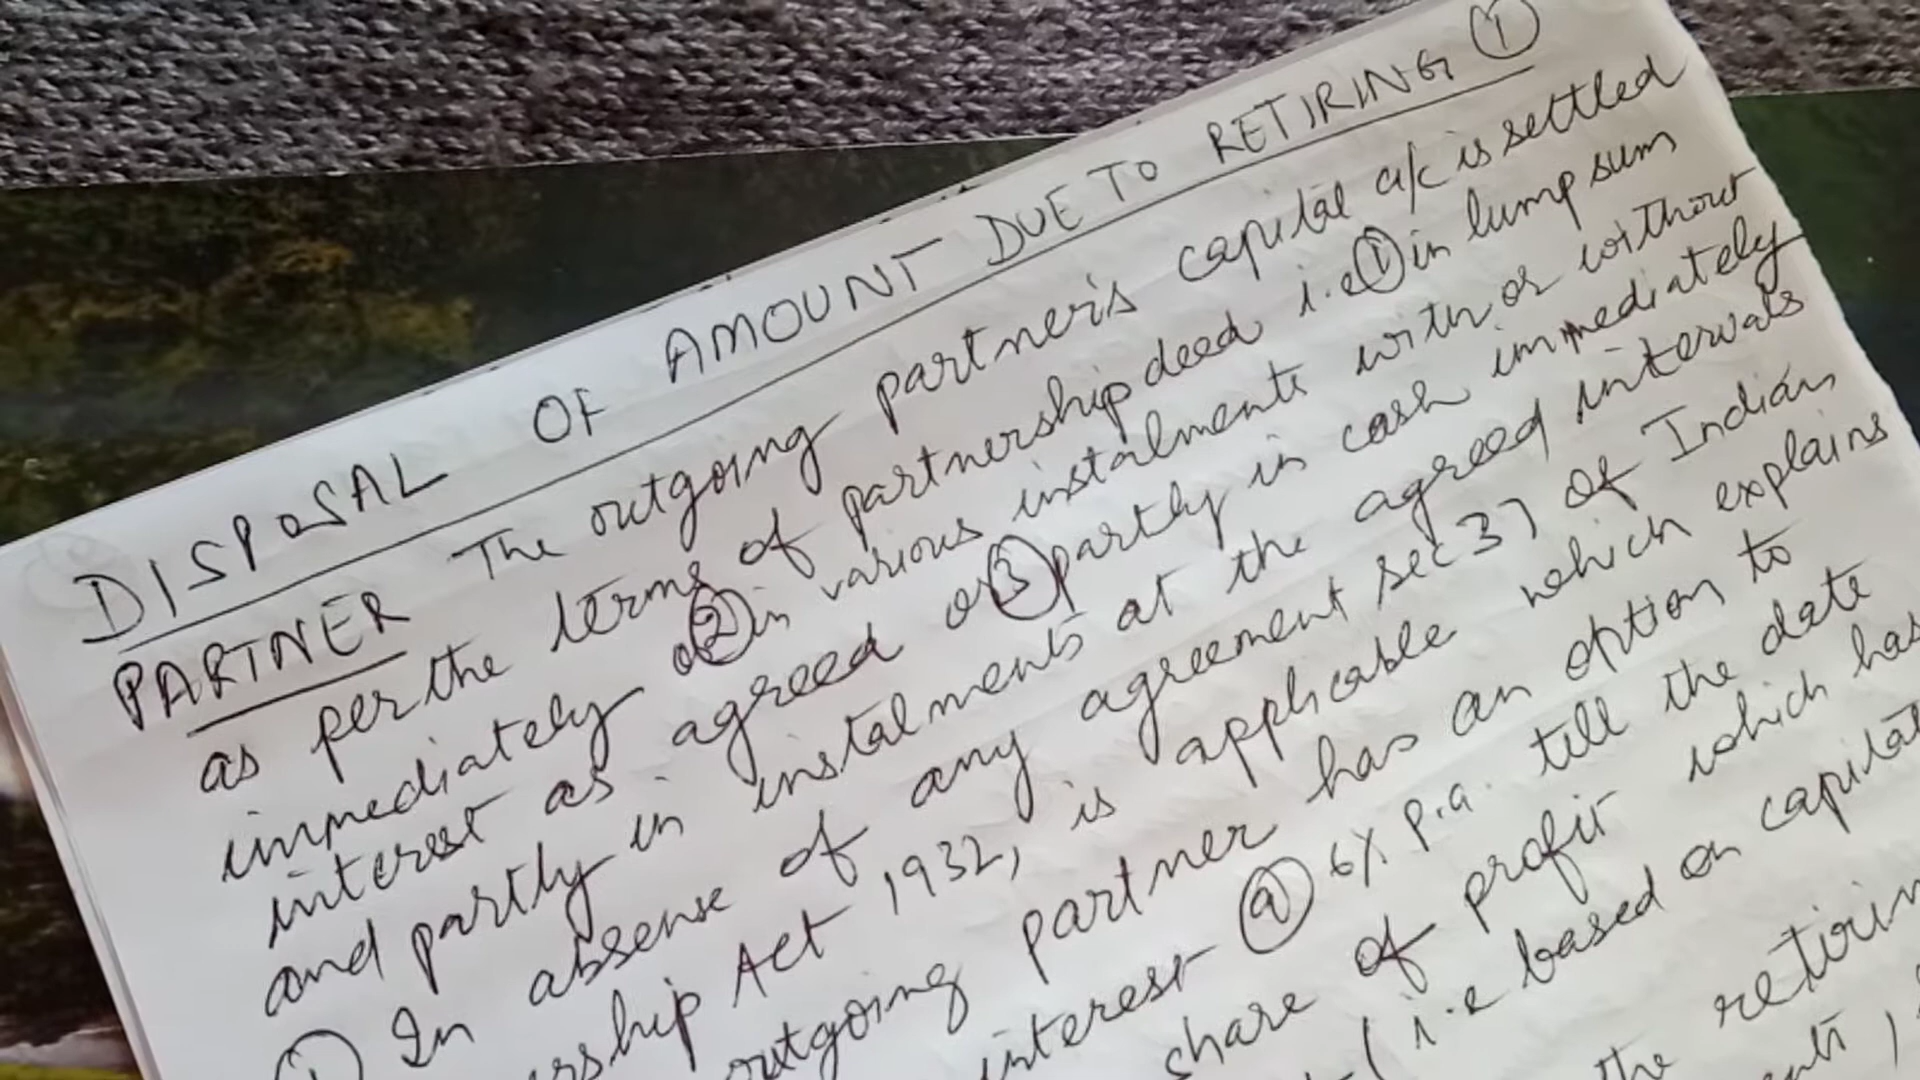 DISPOSAL OF AMOUNT DUE TO RETIRING ①
PARTNER The outgoing partner's capital a/c is settled
as per the terms of partnership deed i.e ① in lump sum
immediately or ② in various instalments with or without
interest as agreed or ③ partly in cash immediately
and partly in instalments at the agreed intervals
① In absense of any agreement sec 37 of Indian
ership Act 1932, is applicable which explains
outgoing partner has an option to
interest @ 6% p.a. till the date
share of profit which has
(i.e based on capital
the retirin